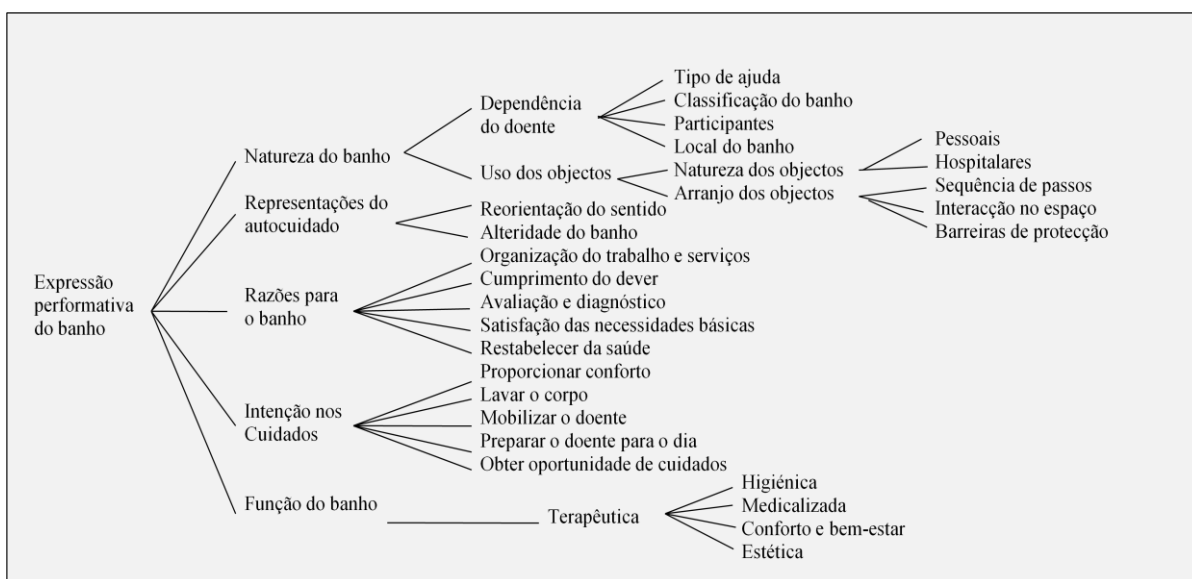 Expressão
performativa
do banho
Natureza do banho
Dependência
do doente
Tipo de ajuda
Classificação do banho
Participantes
Local do banho
Uso dos objectos
Natureza dos objectos
Pessoais
Hospitalares
Arranjo dos objectos
Sequência de passos
Interacção no espaço
Barreiras de protecção
Representações do
autocuidado
Reorientação do sentido
Alteridade do banho
Razões para
o banho
Organização do trabalho e serviços
Cumprimento do dever
Avaliação e diagnóstico
Satisfação das necessidades básicas
Restabelecer da saúde
Intenção nos
Cuidados
Proporcionar conforto
Lavar o corpo
Mobilizar o doente
Preparar o doente para o dia
Obter oportunidade de cuidados
Função do banho
Terapêutica
Higiénica
Medicalizada
Conforto e bem-estar
Estética